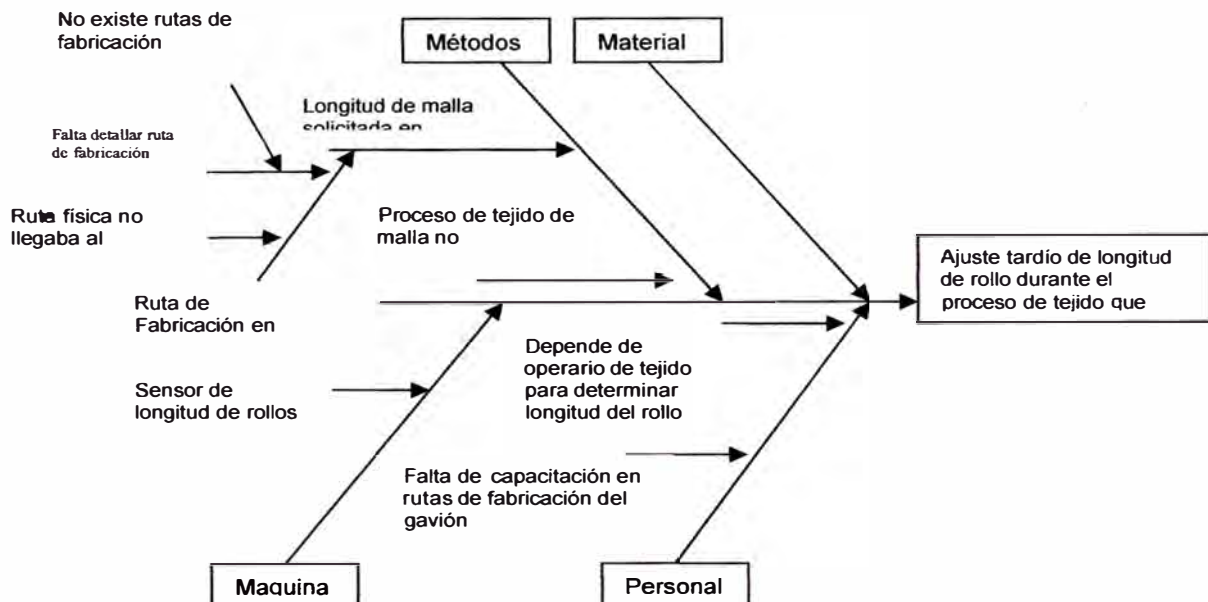 No existe rutas de
fabricación
Métodos
Material
Longitud de malla
solicitada en
Falta detallar ruta
de fabricación
Ruta física no
llegaba al
Proceso de tejido de
malla no
Ajuste tardío de longitud
de rollo durante el
proceso de tejido que
Ruta de
Fabricación en
Depende de
operario de tejido
para determinar
longitud del rollo
Sensor de
longitud de rollos
Falta de capacitación en
rutas de fabricación del
gavión
Maquina
Personal